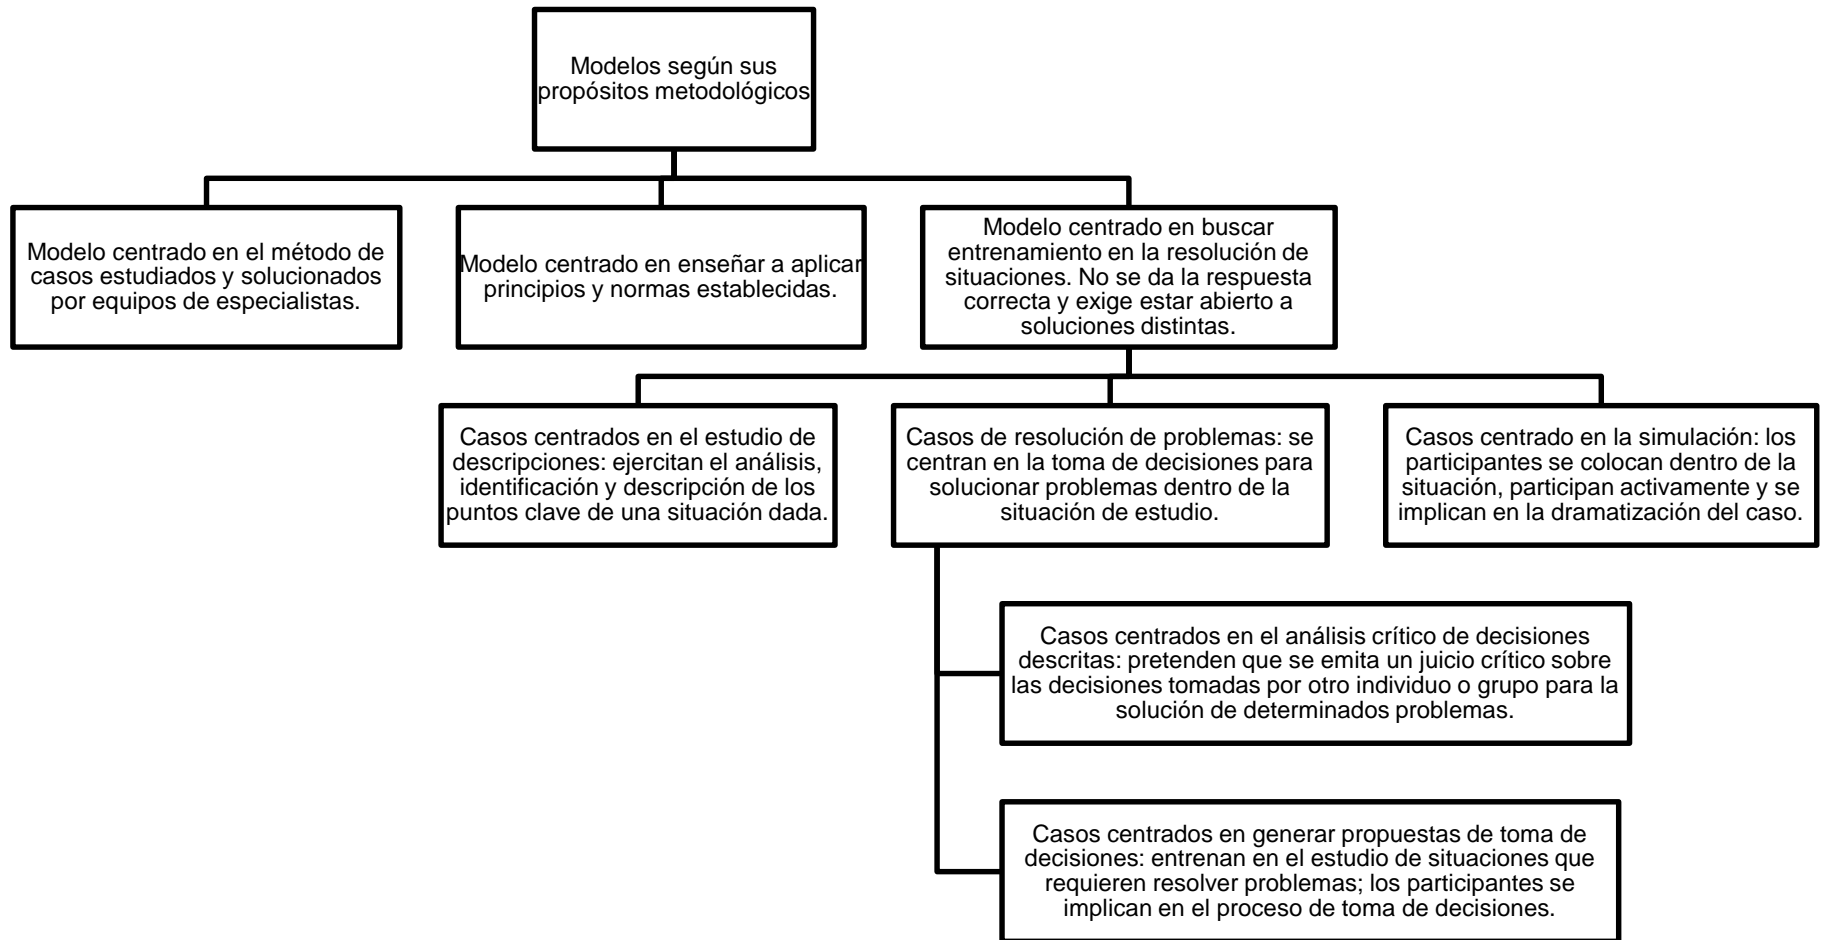 Modelos según sus
propósitos metodológicos
Modelo centrado en el método de
casos estudiados y solucionados
por equipos de especialistas.
Modelo centrado en enseñar a aplicar
principios y normas establecidas.
Modelo centrado en buscar
entrenamiento en la resolución de
situaciones. No se da la respuesta
correcta y exige estar abierto a
soluciones distintas.
Casos centrados en el estudio de
descripciones: ejercitan el análisis,
identificación y descripción de los
puntos clave de una situación dada.
Casos de resolución de problemas: se
centran en la toma de decisiones para
solucionar problemas dentro de la
situación de estudio.
Casos centrado en la simulación: los
participantes se colocan dentro de la
situación, participan activamente y se
implican en la dramatización del caso.
Casos centrados en el análisis crítico de decisiones
descritas: pretenden que se emita un juicio crítico sobre
las decisiones tomadas por otro individuo o grupo para la
solución de determinados problemas.
Casos centrados en generar propuestas de toma de
decisiones: entrenan en el estudio de situaciones que
requieren resolver problemas; los participantes se
implican en el proceso de toma de decisiones.